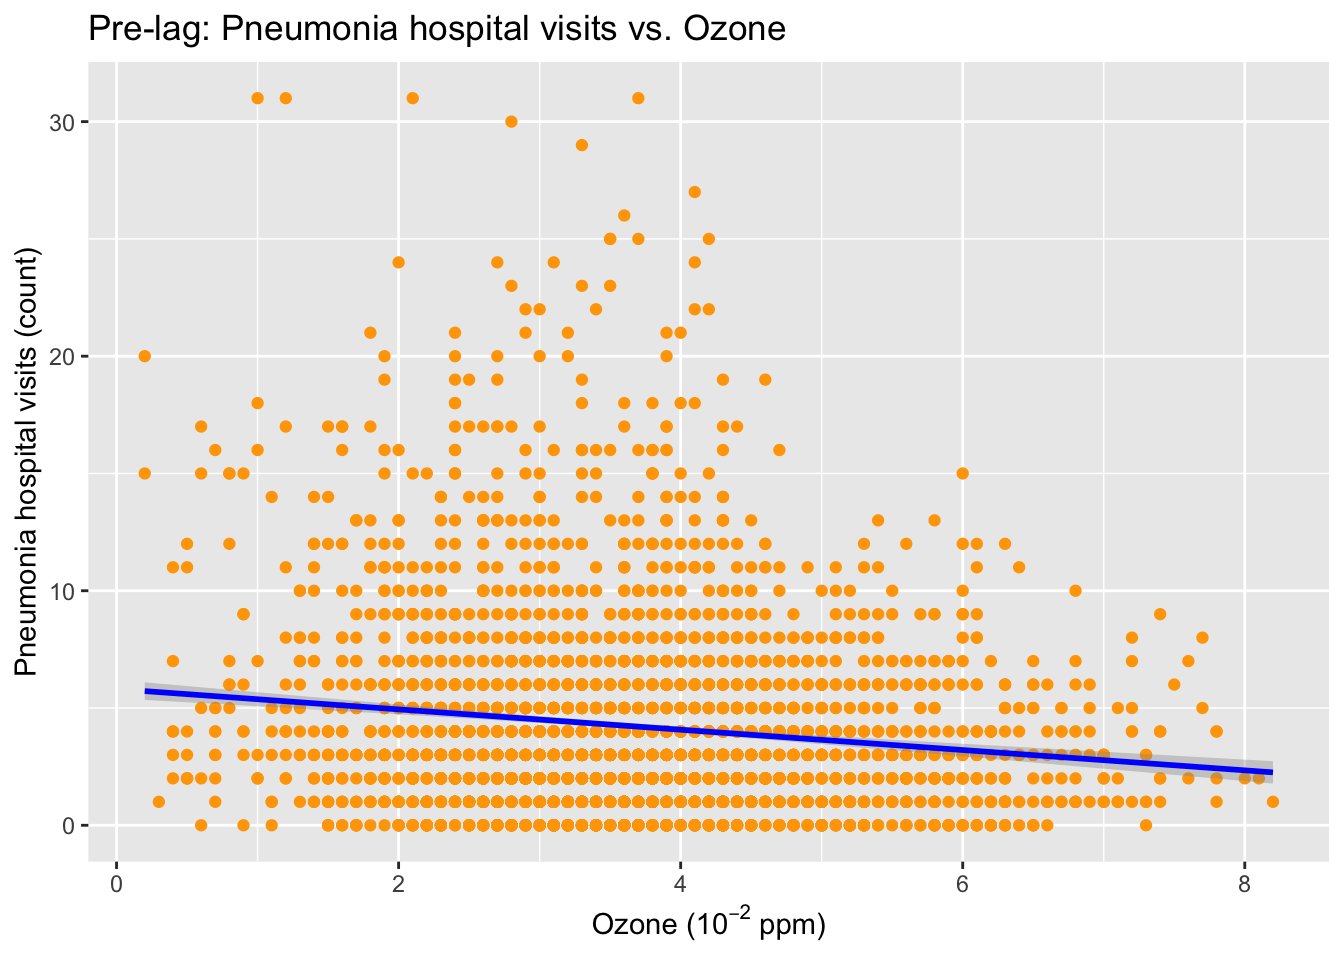 Pre-lag: Pneumonia hospital visits vs. Ozone
Pneumonia hospital visits (count)
30
20
10
0
0 2 4 6 8
Ozone (10⁻² ppm)